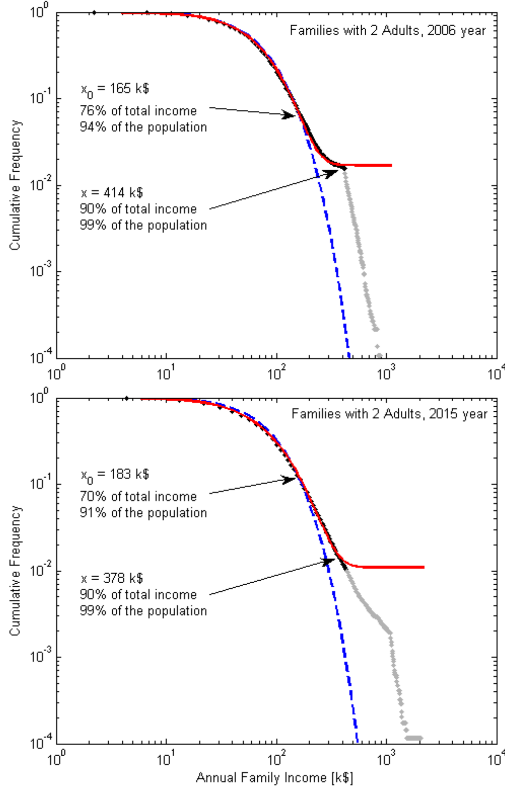 Families with 2 Adults, 2006 year
10^0
10^-1
10^-2
10^-3
10^-4
Cumulative Frequency
x_0 = 165 k$
76% of total income
94% of the population
x = 414 k$
90% of total income
99% of the population
10^0
10^1
10^2
10^3
10^4
Families with 2 Adults, 2015 year
10^0
10^-1
10^-2
10^-3
10^-4
Cumulative Frequency
x_0 = 183 k$
70% of total income
91% of the population
x = 378 k$
90% of total income
99% of the population
10^0
10^1
10^2
10^3
10^4
Annual Family Income [k$]